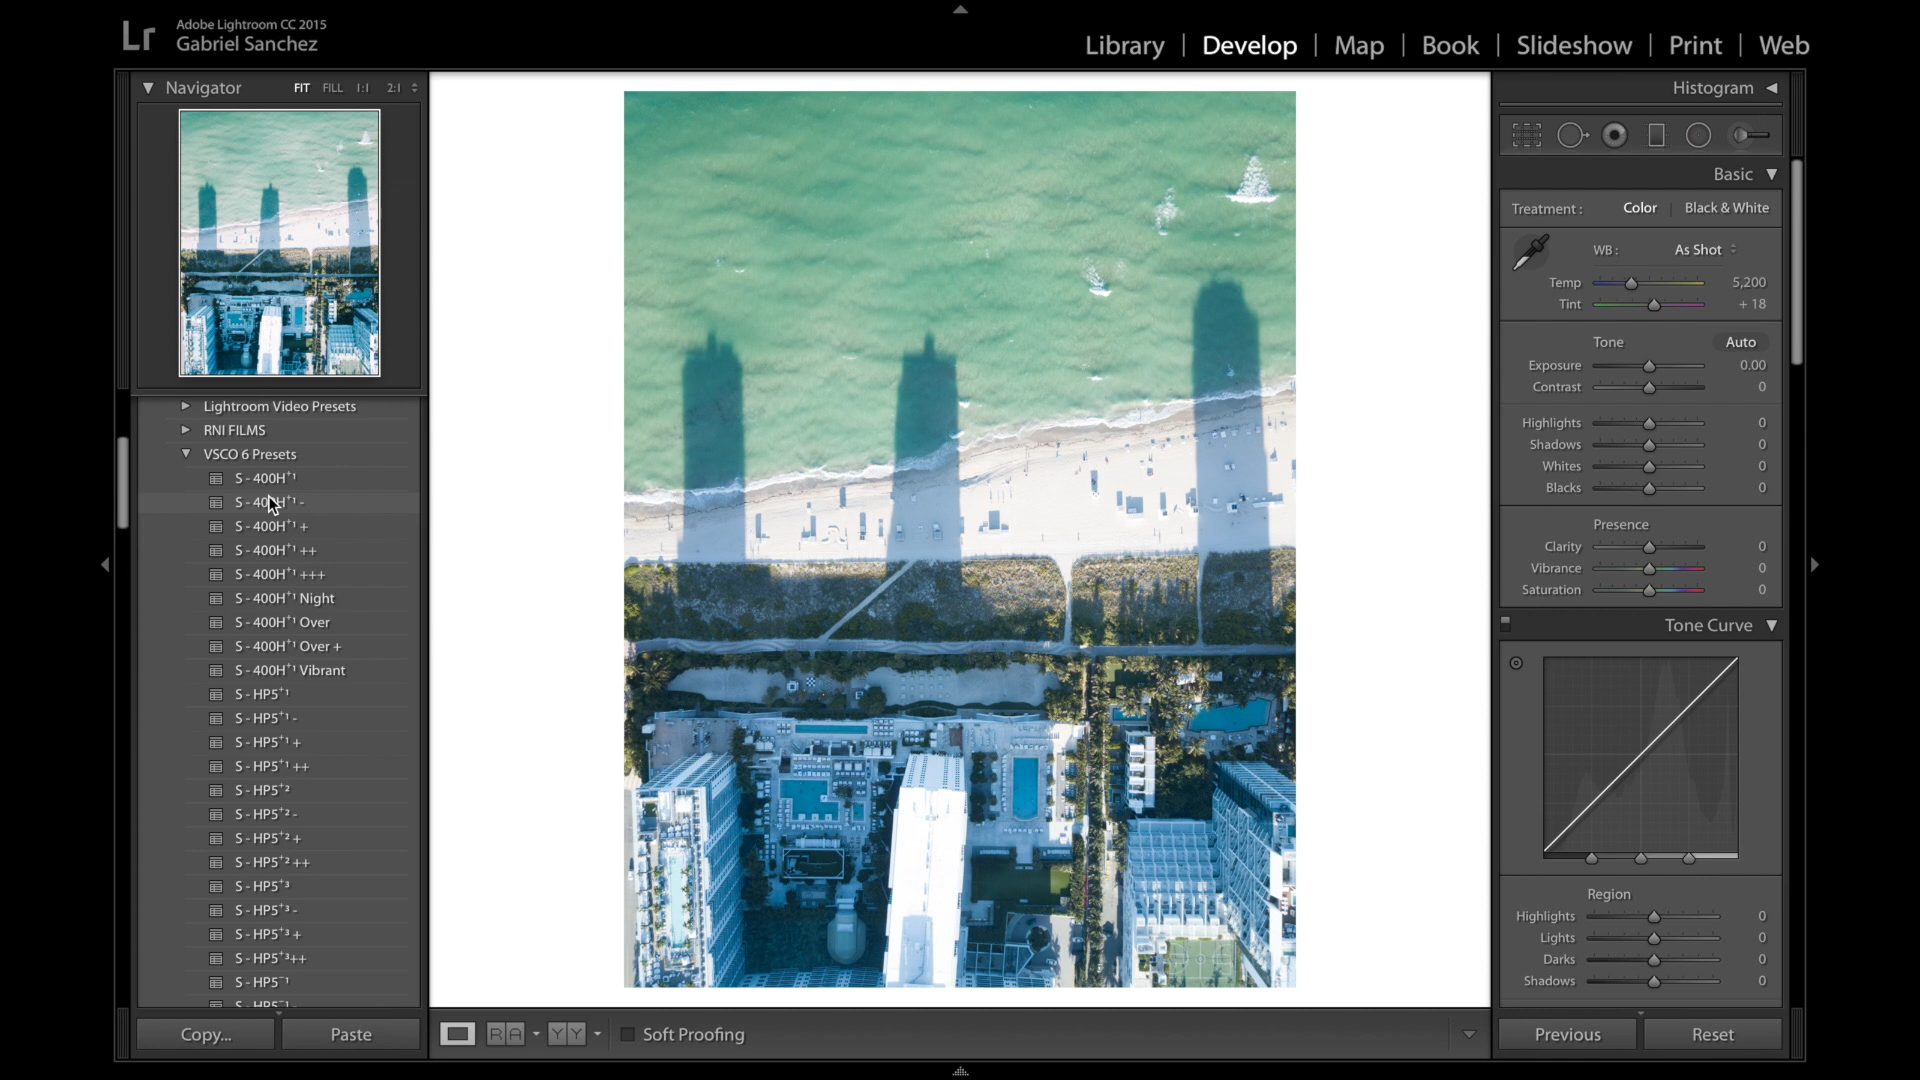 Lr
Adobe Lightroom CC 2015
Gabriel Sanchez
Library | Develop | Map | Book | Slideshow | Print | Web
Navigator FIT FILL 1:1 2:1
Lightroom Video Presets
RNI FILMS
VSCO 6 Presets
S - 400H⁺¹
S - 400H⁺¹ -
S - 400H⁺¹ +
S - 400H⁺¹ ++
S - 400H⁺¹ +++
S - 400H⁺¹ Night
S - 400H⁺¹ Over
S - 400H⁺¹ Over +
S - 400H⁺¹ Vibrant
S - HP5⁺¹
S - HP5⁺¹ -
S - HP5⁺¹ +
S - HP5⁺¹ ++
S - HP5⁺²
S - HP5⁺² -
S - HP5⁺² +
S - HP5⁺² ++
S - HP5⁺³
S - HP5⁺³ -
S - HP5⁺³ +
S - HP5⁺³++
S - HP5⁻¹
S - HP5⁻¹ -
Copy... Paste
R A Y Y Soft Proofing
Histogram
Basic
Treatment : Color | Black & White
WB : As Shot
Temp 5,200
Tint + 18
Tone Auto
Exposure 0.00
Contrast 0
Highlights 0
Shadows 0
Whites 0
Blacks 0
Presence
Clarity 0
Vibrance 0
Saturation 0
Tone Curve
Region
Highlights 0
Lights 0
Darks 0
Shadows 0
Previous Reset